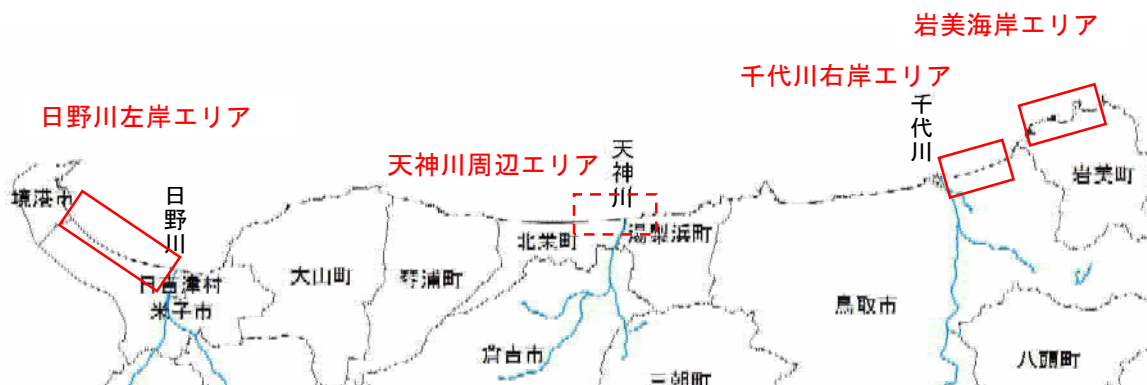 岩美海岸エリア
千代川右岸エリア
日野川左岸エリア
千代川
天神川周辺エリア
天神川
岩美町
境港市
日野川
北栄町
湯梨浜町
大山町
琴浦町
日吉津村
米子市
鳥取市
倉吉市
八頭町
三朝町